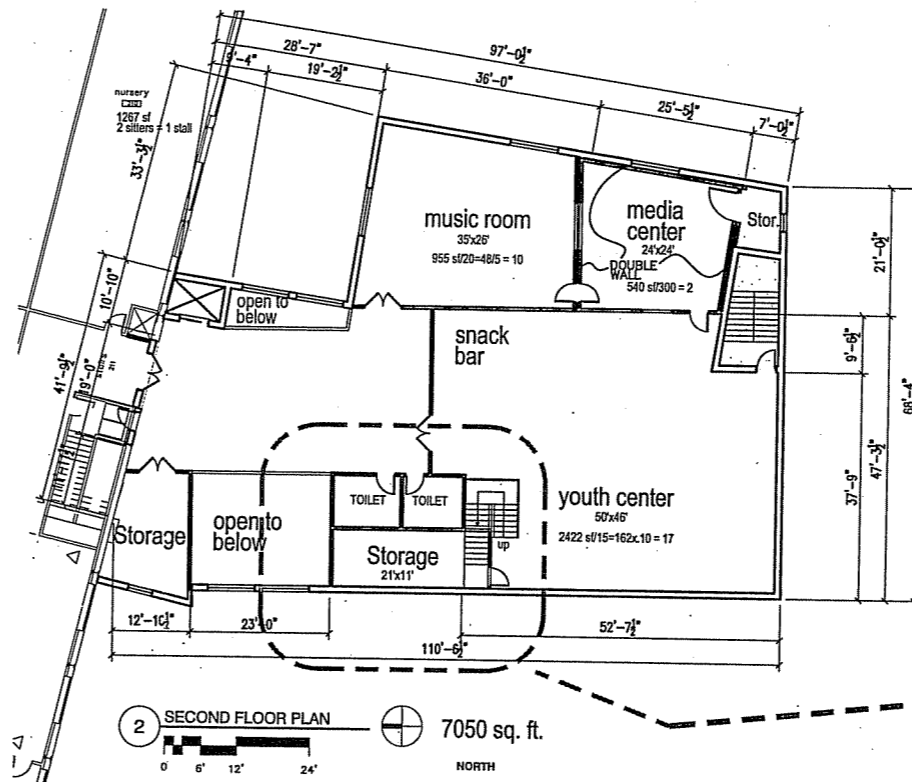 97'-0½"
28'-7"
36'-0"
9'-4"
19'-2½"
25'-5½"
7'-0½"
nursery
1267 sf
2 sitters = 1 stall
33'-3½"
music room
35'x26'
955 sf/20=48/5 = 10
media
center
24'x24'
DOUBLE
WALL
540 sf/300 = 2
Stor.
21'-0½"
10'-10"
open to
below
snack
bar
9'-6½"
68'-4"
41'-9½"
9'-0"
47'-3½"
37'-9"
TOILET
TOILET
youth center
50'x46'
2422 sf/15=162x.10 = 17
Storage
open to
below
Storage
21'x11'
up
12'-10½"
23'-0"
52'-7½"
110'-6½"
2
SECOND FLOOR PLAN
7050 sq. ft.
0 6' 12' 24'
NORTH